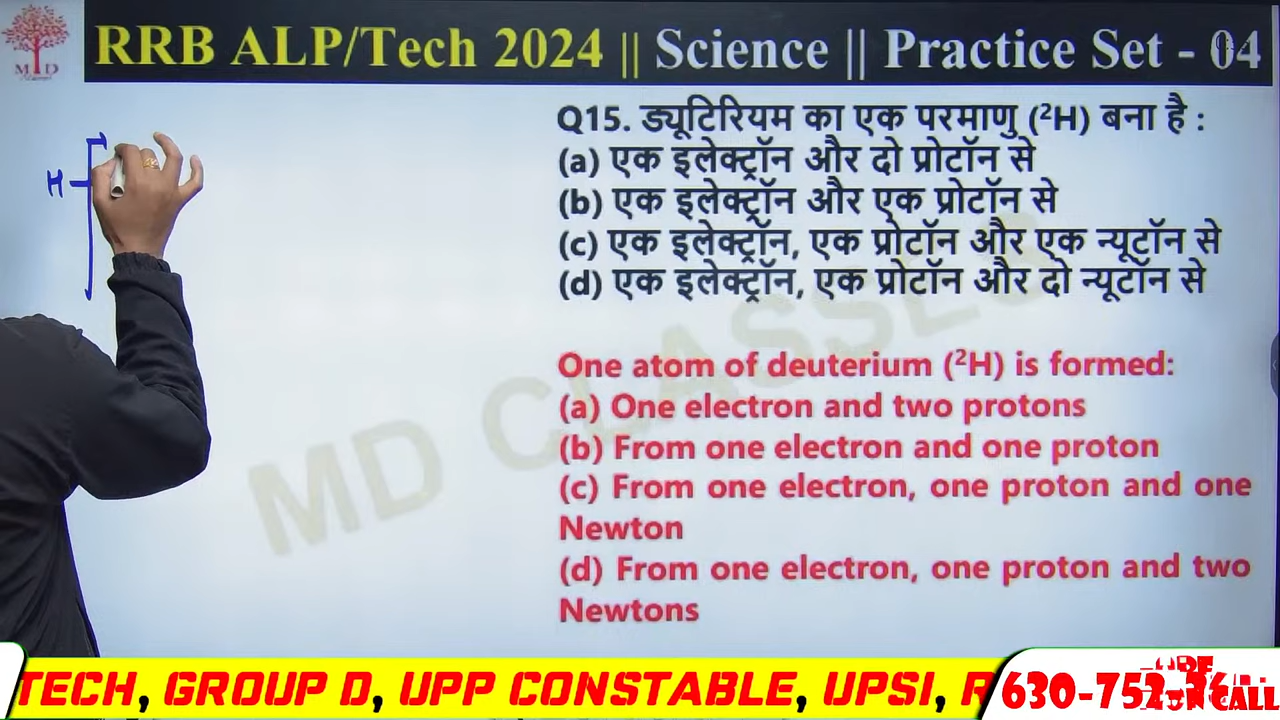 RRB ALP/Tech 2024 || Science || Practice Set - 04
MD
Q15. ड्यूटिरियम का एक परमाणु (²H) बना है :
(a) एक इलेक्ट्रॉन और दो प्रोटॉन से
(b) एक इलेक्ट्रॉन और एक प्रोटॉन से
(c) एक इलेक्ट्रॉन, एक प्रोटॉन और एक न्यूटॉन से
(d) एक इलेक्ट्रॉन, एक प्रोटॉन और दो न्यूटॉन से
H
MD CLASSES
One atom of deuterium (²H) is formed:
(a) One electron and two protons
(b) From one electron and one proton
(c) From one electron, one proton and one
Newton
(d) From one electron, one proton and two
Newtons
TECH, GROUP D, UPP CONSTABLE, UPSI,
630-752-
CALL